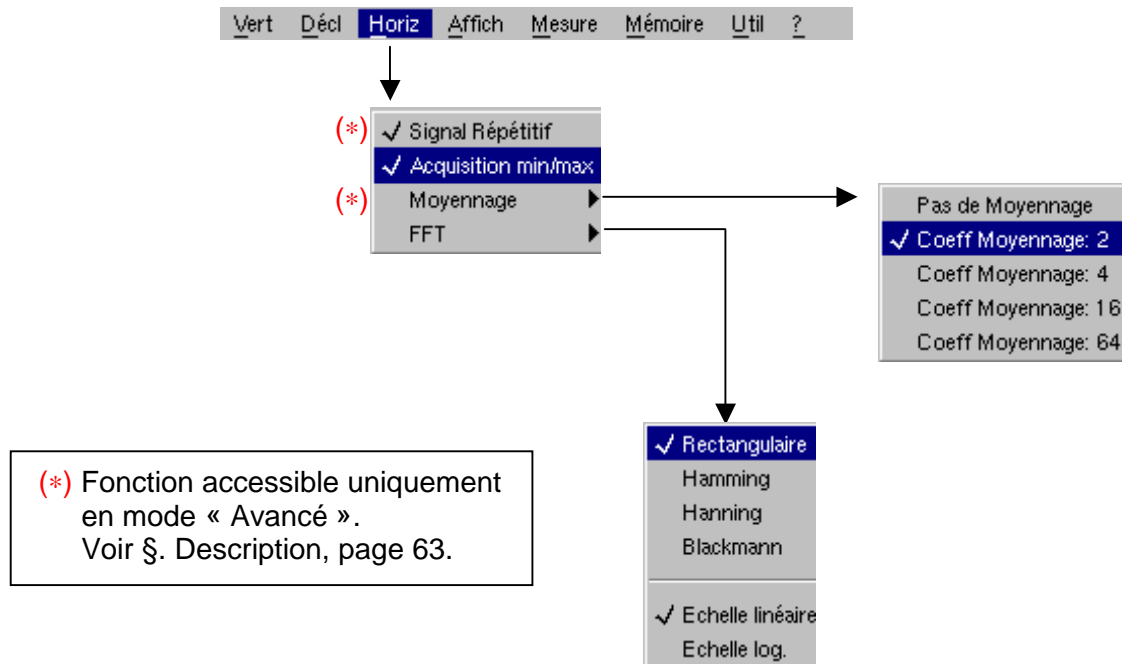 Vert Décl Horiz Affich Mesure Mémoire Util ?
(*) ✓ Signal Répétitif
✓ Acquisition min/max
(*) Moyennage
FFT
Pas de Moyennage
✓ Coeff Moyennage: 2
Coeff Moyennage: 4
Coeff Moyennage: 16
Coeff Moyennage: 64
✓ Rectangulaire
Hamming
Hanning
Blackmann
✓ Echelle linéaire
Echelle log.
(*) Fonction accessible uniquement
en mode « Avancé ».
Voir §. Description, page 63.